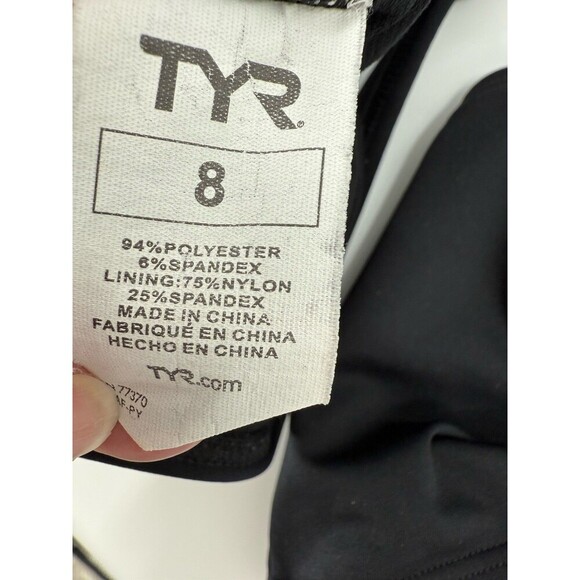 TYR®
8
94%POLYESTER
6%SPANDEX
LINING:75%NYLON
25%SPANDEX
MADE IN CHINA
FABRIQUÉ EN CHINA
HECHO EN CHINA
TYR.com
77370